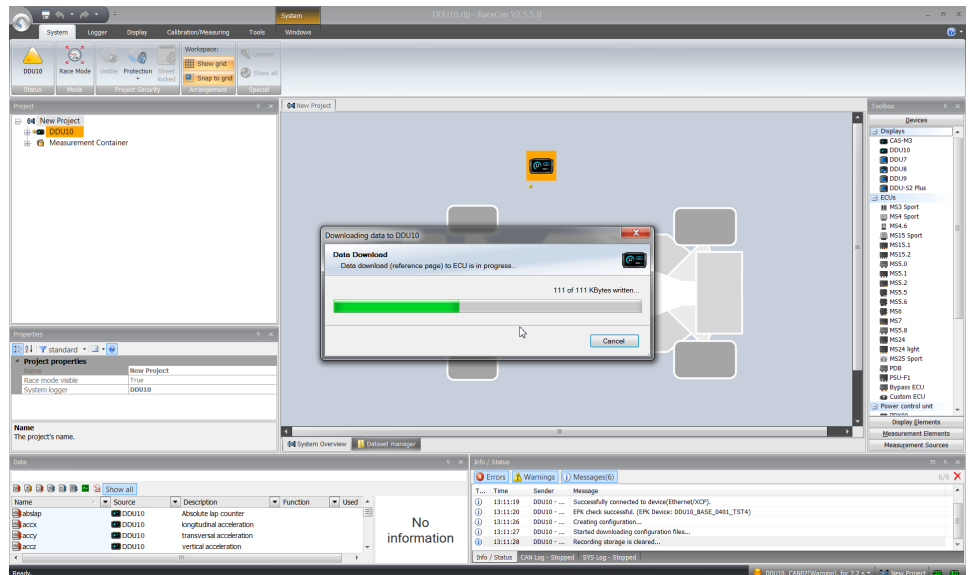 DDU10.rlp - RaceCon V2.5.5.0
System
System Logger Display Calibration/Measuring Tools Windows
DDU10 Race Mode visible Protection Sheet locked
Workspace:
Show grid
Snap to grid
License
Show all
Status Mode Project Security Arrangement Special
Project
New Project
DDU10
Measurement Container
New Project
Toolbox
Devices
Displays
CAS-M3
DDU10
DDU7
DDU8
DDU9
DDU-S2 Plus
ECUs
MS3 Sport
MS4 Sport
MS4.6
MS15 Sport
MS15.1
MS15.2
MS5.0
MS5.1
MS5.2
MS5.5
MS5.6
MS6
MS7
MS5.8
MS24
MS24 light
MS25 Sport
PDB
PSU-F1
Bypass ECU
Custom ECU
Power control unit
Display Elements
Measurement Elements
Measurement Sources
Downloading data to DDU10
Data Download
Data download (reference page) to ECU is in progress...
111 of 111 KBytes written...
Cancel
Properties
standard
Project properties
Name New Project
Race mode visible True
System logger DDU10
Name
The project's name.
System Overview Dataset manager
Data
Show all
Name Source Description Function Used
abslap DDU10 Absolute lap counter
accx DDU10 longitudinal acceleration
accy DDU10 transversal acceleration
accz DDU10 vertical acceleration
No
information
Info / Status
Errors Warnings Messages(6) 6/6
T... Time Sender Message
13:11:19 DDU10 - ... Successfully connected to device(Ethernet/XCP).
13:11:20 DDU10 - ... EPK check successful. (EPK Device: DDU10_BASE_0401_TST4)
13:11:26 DDU10 - ... Creating configuration...
13:11:27 DDU10 - ... Started downloading configuration files...
13:11:28 DDU10 - ... Recording storage is cleared...
Info / Status CAN Log - Stopped SYS Log - Stopped
Ready. DDU10, CAN02(Warning), for 7.2 s New Project